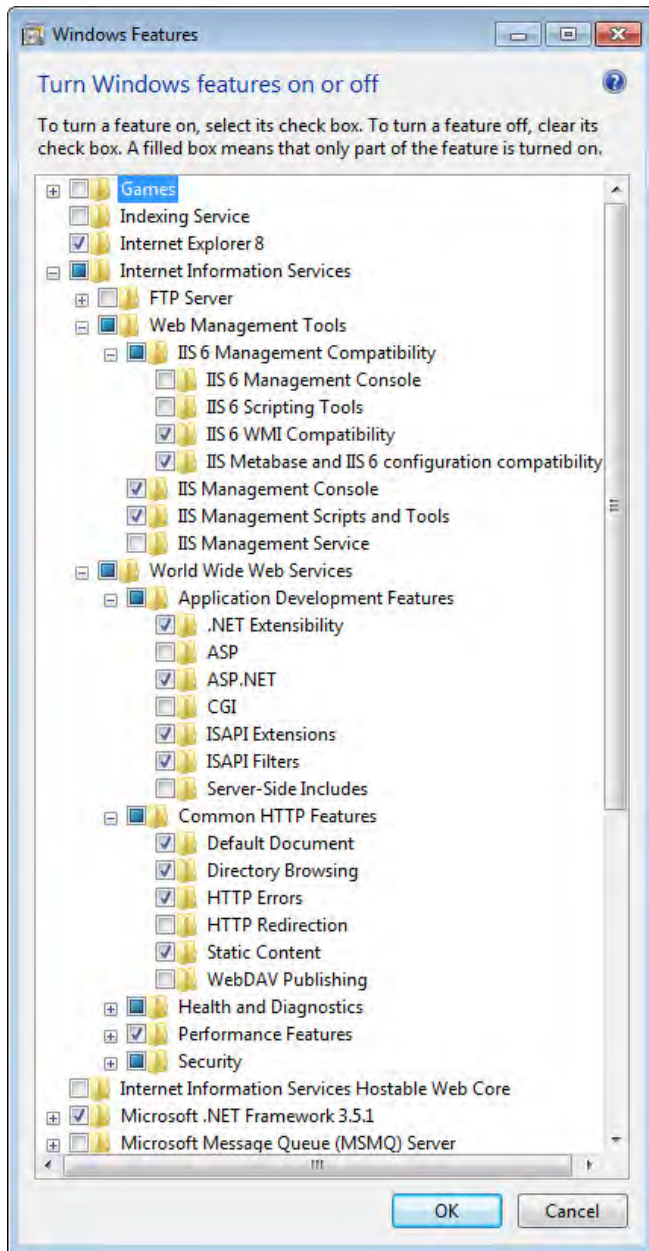 Windows Features
Turn Windows features on or off
To turn a feature on, select its check box. To turn a feature off, clear its
check box. A filled box means that only part of the feature is turned on.
Games
Indexing Service
Internet Explorer 8
Internet Information Services
FTP Server
Web Management Tools
IIS 6 Management Compatibility
IIS 6 Management Console
IIS 6 Scripting Tools
IIS 6 WMI Compatibility
IIS Metabase and IIS 6 configuration compatibility
IIS Management Console
IIS Management Scripts and Tools
IIS Management Service
World Wide Web Services
Application Development Features
.NET Extensibility
ASP
ASP.NET
CGI
ISAPI Extensions
ISAPI Filters
Server-Side Includes
Common HTTP Features
Default Document
Directory Browsing
HTTP Errors
HTTP Redirection
Static Content
WebDAV Publishing
Health and Diagnostics
Performance Features
Security
Internet Information Services Hostable Web Core
Microsoft .NET Framework 3.5.1
Microsoft Message Queue (MSMQ) Server
OK Cancel